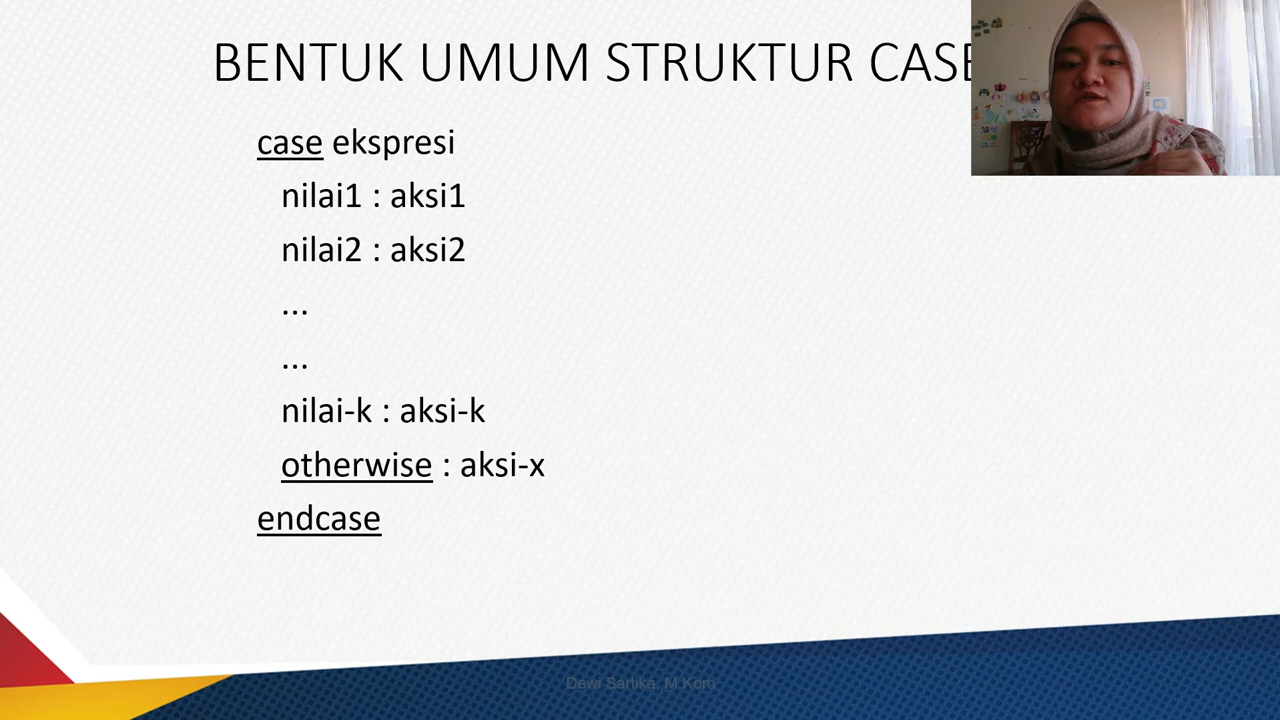 BENTUK UMUM STRUKTUR CASE
case ekspresi
nilai1 : aksi1
nilai2 : aksi2
...
...
nilai-k : aksi-k
otherwise : aksi-x
endcase
Dewi Sartika, M.Kom